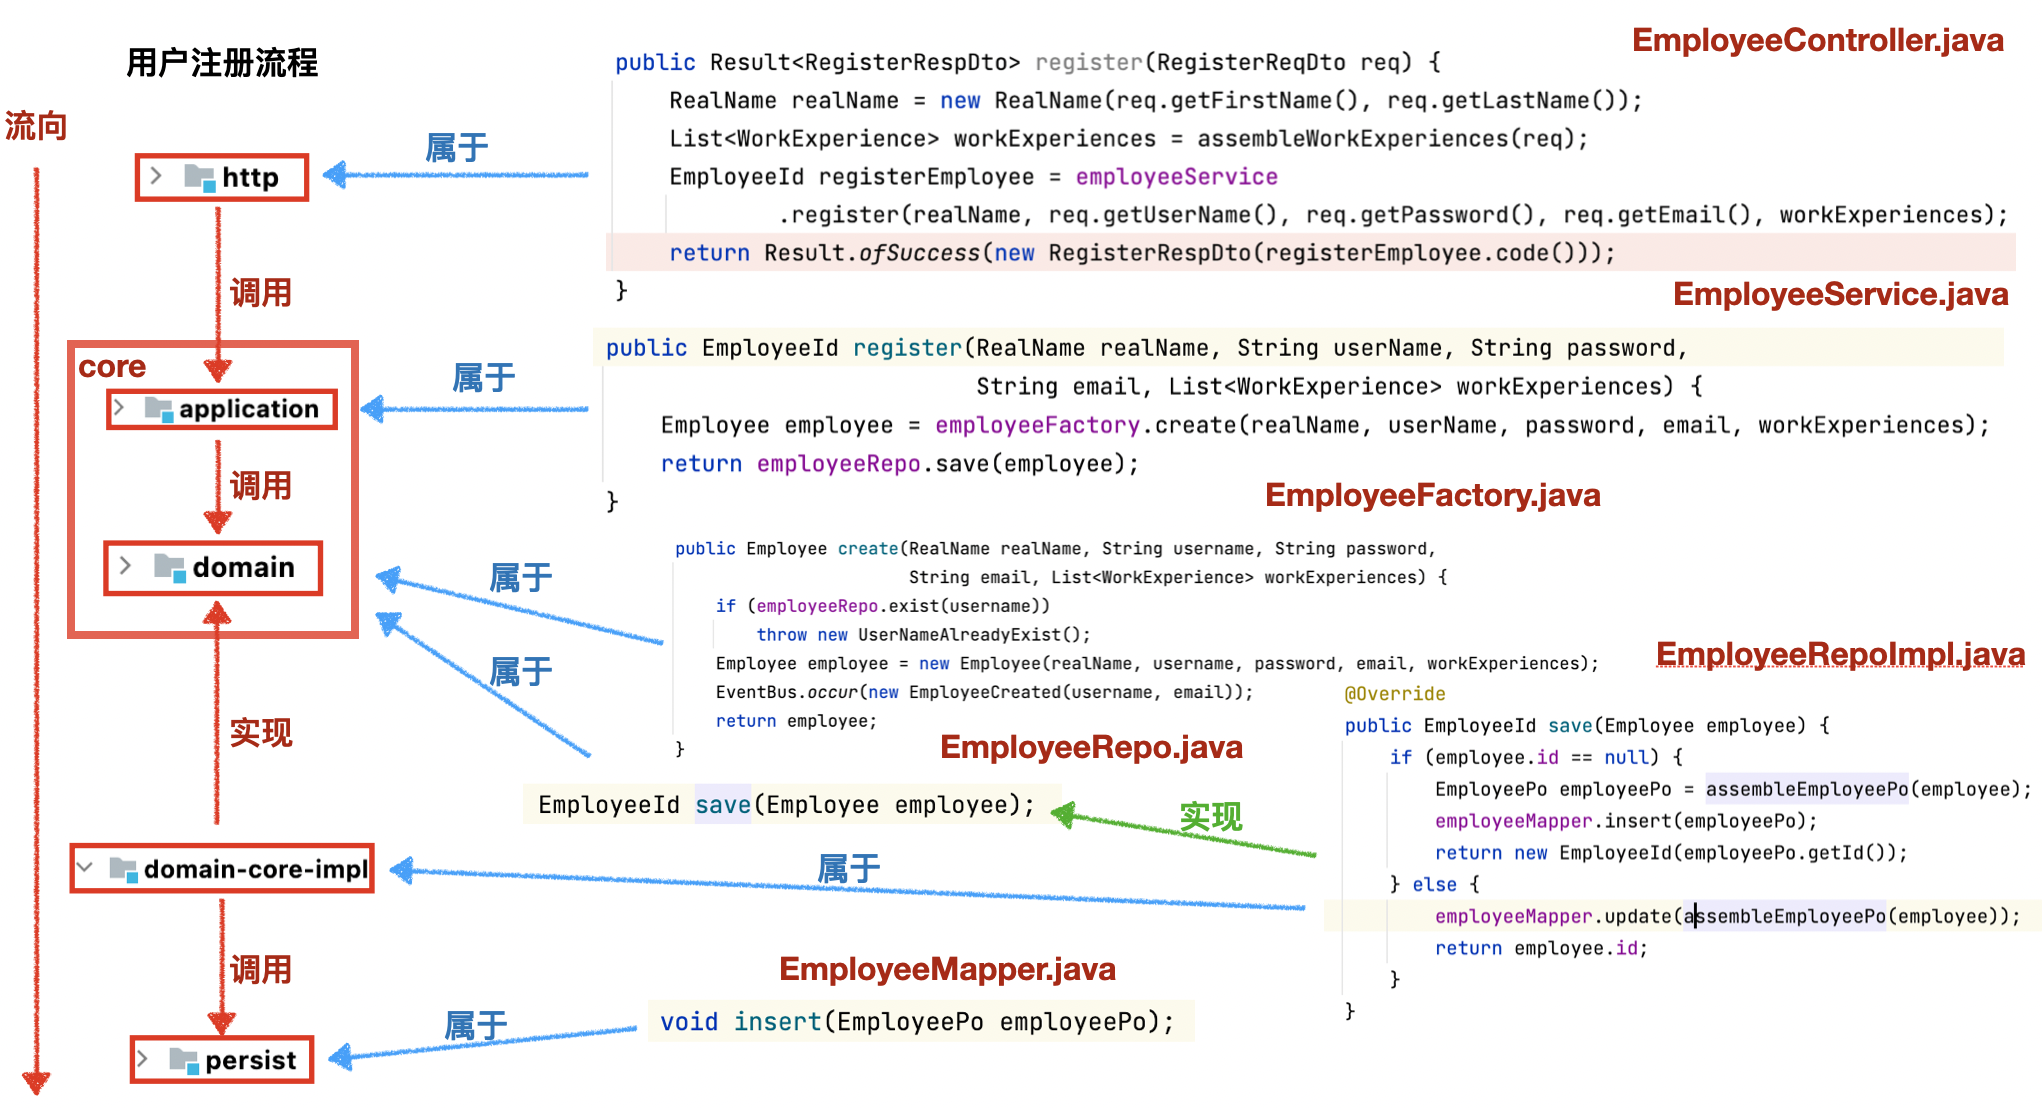 用户注册流程
流向
http
调用
core
application
调用
domain
实现
domain-core-impl
调用
persist
属于
属于
属于
属于
属于
属于
实现
EmployeeController.java
public Result<RegisterRespDto> register(RegisterReqDto req) {
RealName realName = new RealName(req.getFirstName(), req.getLastName());
List<WorkExperience> workExperiences = assembleWorkExperiences(req);
EmployeeId registerEmployee = employeeService
.register(realName, req.getUserName(), req.getPassword(), req.getEmail(), workExperiences);
return Result.ofSuccess(new RegisterRespDto(registerEmployee.code()));
}
EmployeeService.java
public EmployeeId register(RealName realName, String userName, String password,
String email, List<WorkExperience> workExperiences) {
Employee employee = employeeFactory.create(realName, userName, password, email, workExperiences);
return employeeRepo.save(employee);
}
EmployeeFactory.java
public Employee create(RealName realName, String username, String password,
String email, List<WorkExperience> workExperiences) {
if (employeeRepo.exist(username))
throw new UserNameAlreadyExist();
Employee employee = new Employee(realName, username, password, email, workExperiences);
EventBus.occur(new EmployeeCreated(username, email));
return employee;
}
EmployeeRepo.java
EmployeeId save(Employee employee);
EmployeeRepoImpl.java
@Override
public EmployeeId save(Employee employee) {
if (employee.id == null) {
EmployeePo employeePo = assembleEmployeePo(employee);
employeeMapper.insert(employeePo);
return new EmployeeId(employeePo.getId());
} else {
employeeMapper.update(assembleEmployeePo(employee));
return employee.id;
}
}
EmployeeMapper.java
void insert(EmployeePo employeePo);